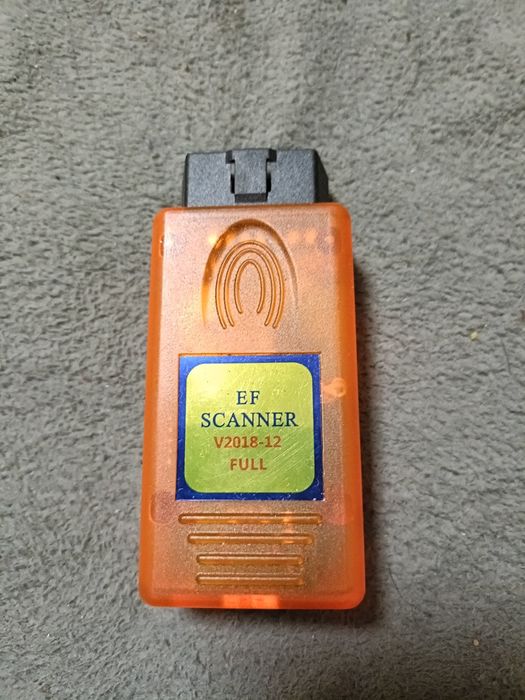 EF
SCANNER
V2018-12
FULL